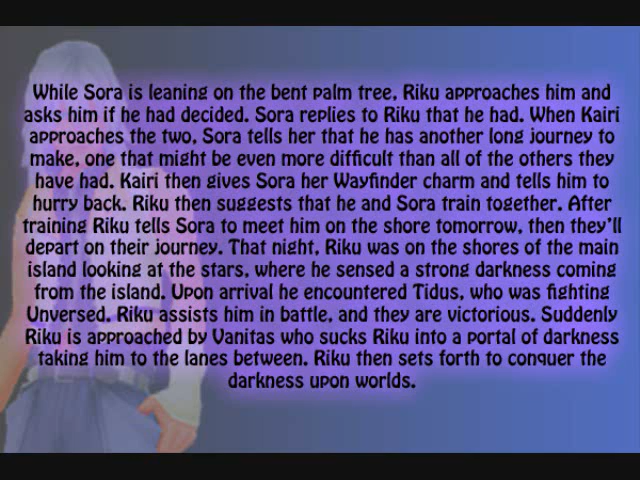 While Sora is leaning on the bent palm tree, Riku approaches him and
asks him if he had decided. Sora replies to Riku that he had. When Kairi
approaches the two, Sora tells her that he has another long journey to
make, one that might be even more difficult than all of the others they
have had. Kairi then gives Sora her Wayfinder charm and tells him to
hurry back. Riku then suggests that he and Sora train together. After
training Riku tells Sora to meet him on the shore tomorrow, then they'll
depart on their journey. That night, Riku was on the shores of the main
island looking at the stars, where he sensed a strong darkness coming
from the island. Upon arrival he encountered Tidus, who was fighting
Unversed. Riku assists him in battle, and they are victorious. Suddenly
Riku is approached by Vanitas who sucks Riku into a portal of darkness
taking him to the lanes between. Riku then sets forth to conquer the
darkness upon worlds.